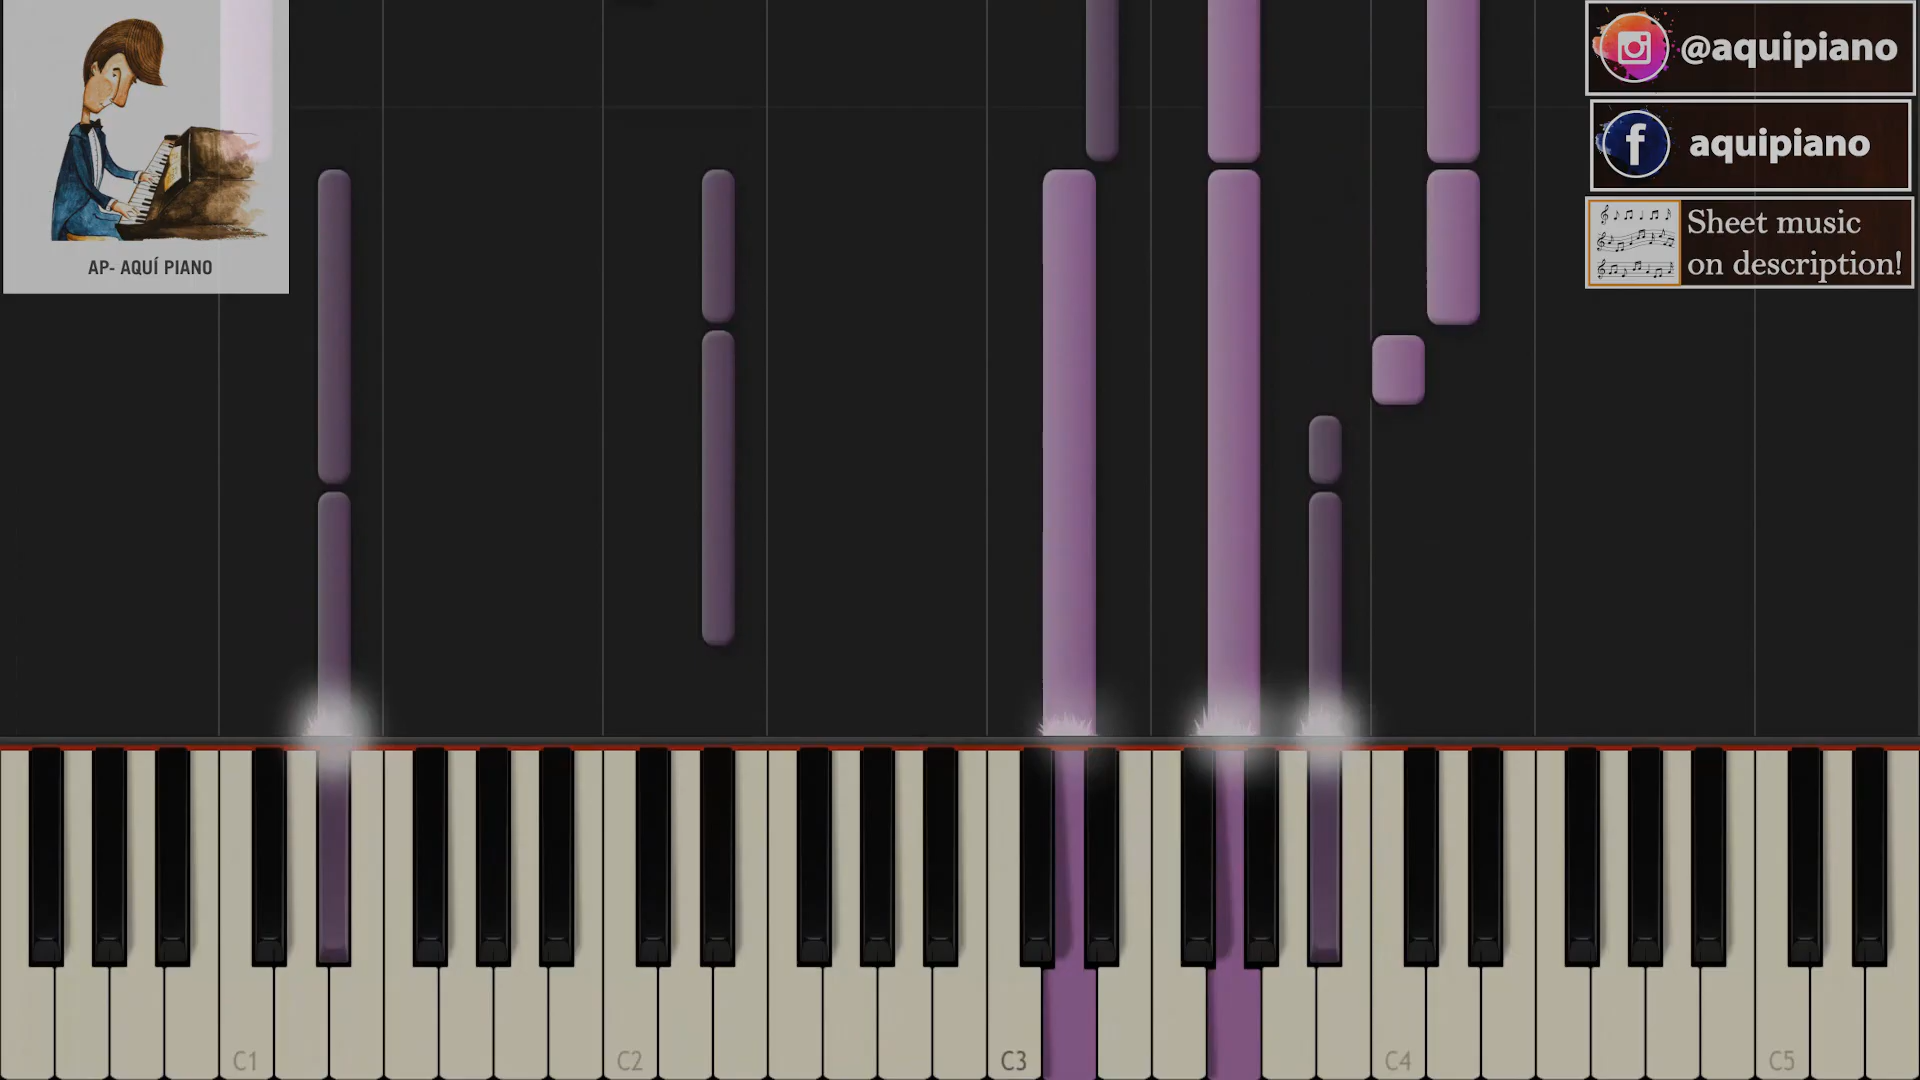 AP- AQUÍ PIANO
@aquipiano
aquipiano
Sheet music
on description!
C1
C2
C3
C4
C5